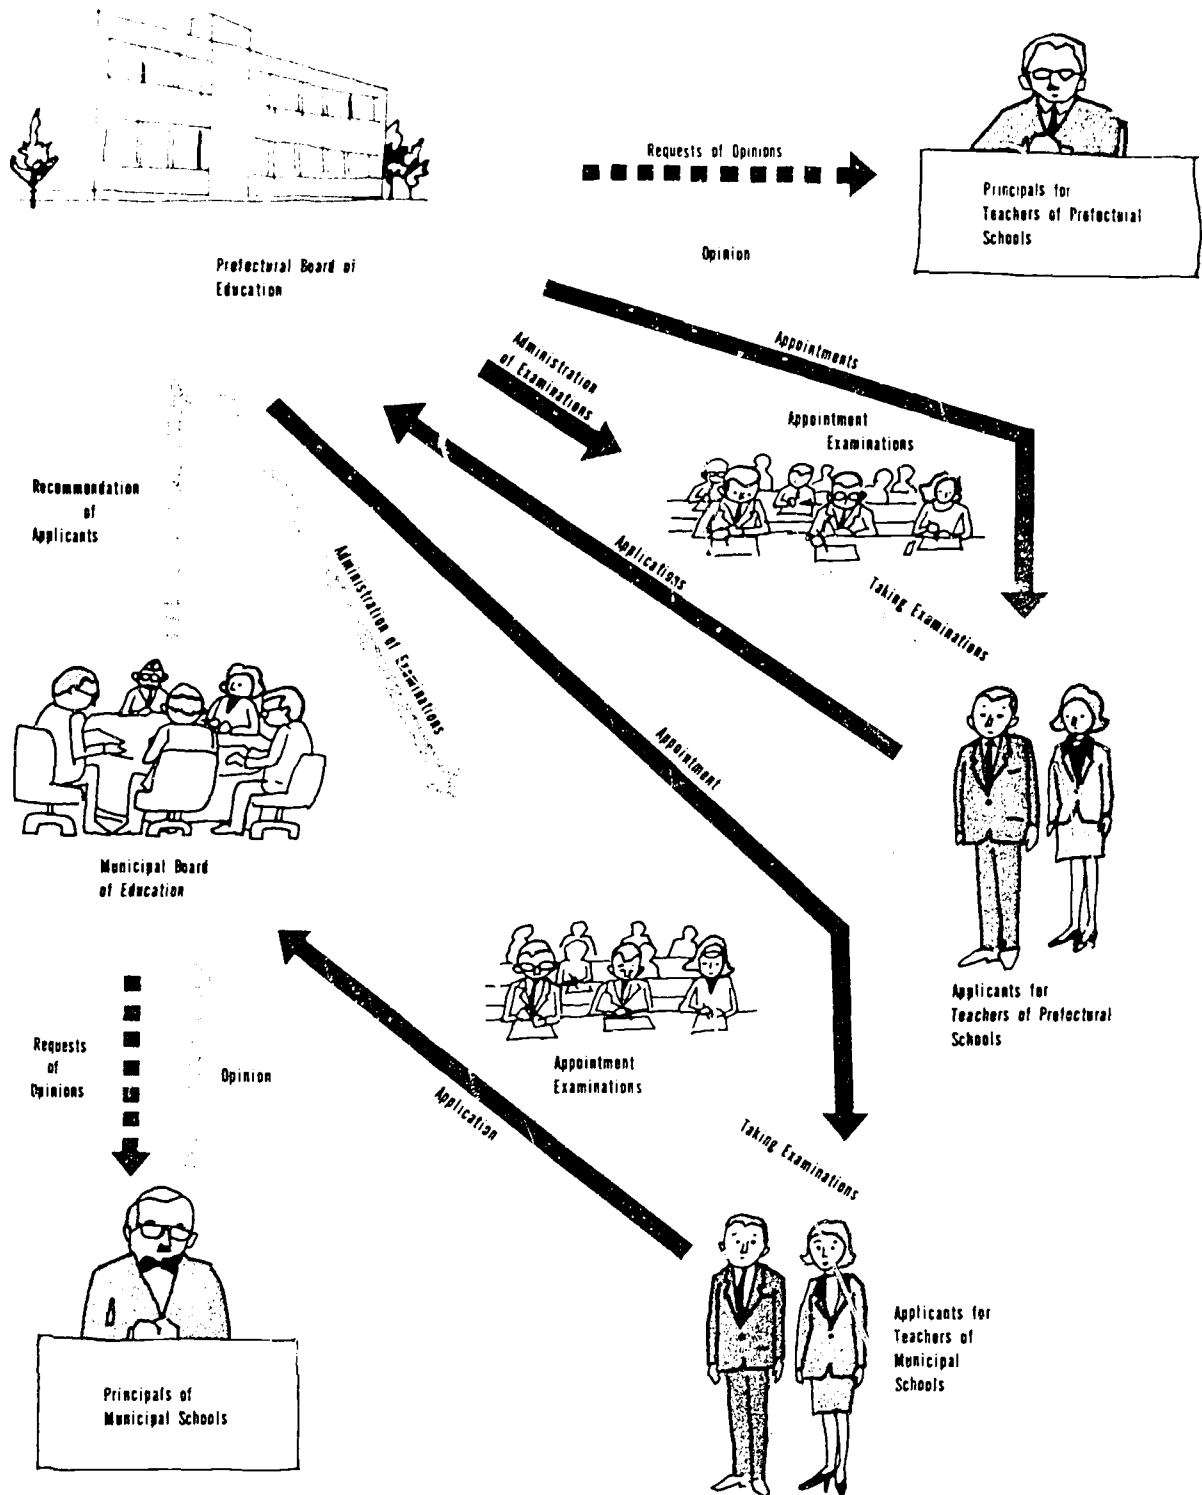 Requests of Opinions
Principals for
Teachers of Prefectural
Schools
Opinion
Prefectural Board of
Education
Appointments
Administration
of Examinations
Appointment
Examinations
Recommendation
of
Applicants
Applications
Administration of Examinations
Taking Examinations
Appointment
Municipal Board
of Education
Applicants for
Teachers of Prefectural
Schools
Requests
of
Opinions
Opinion
Appointment
Examinations
Application
Taking Examinations
Applicants for
Teachers of
Municipal
Schools
Principals of
Municipal Schools